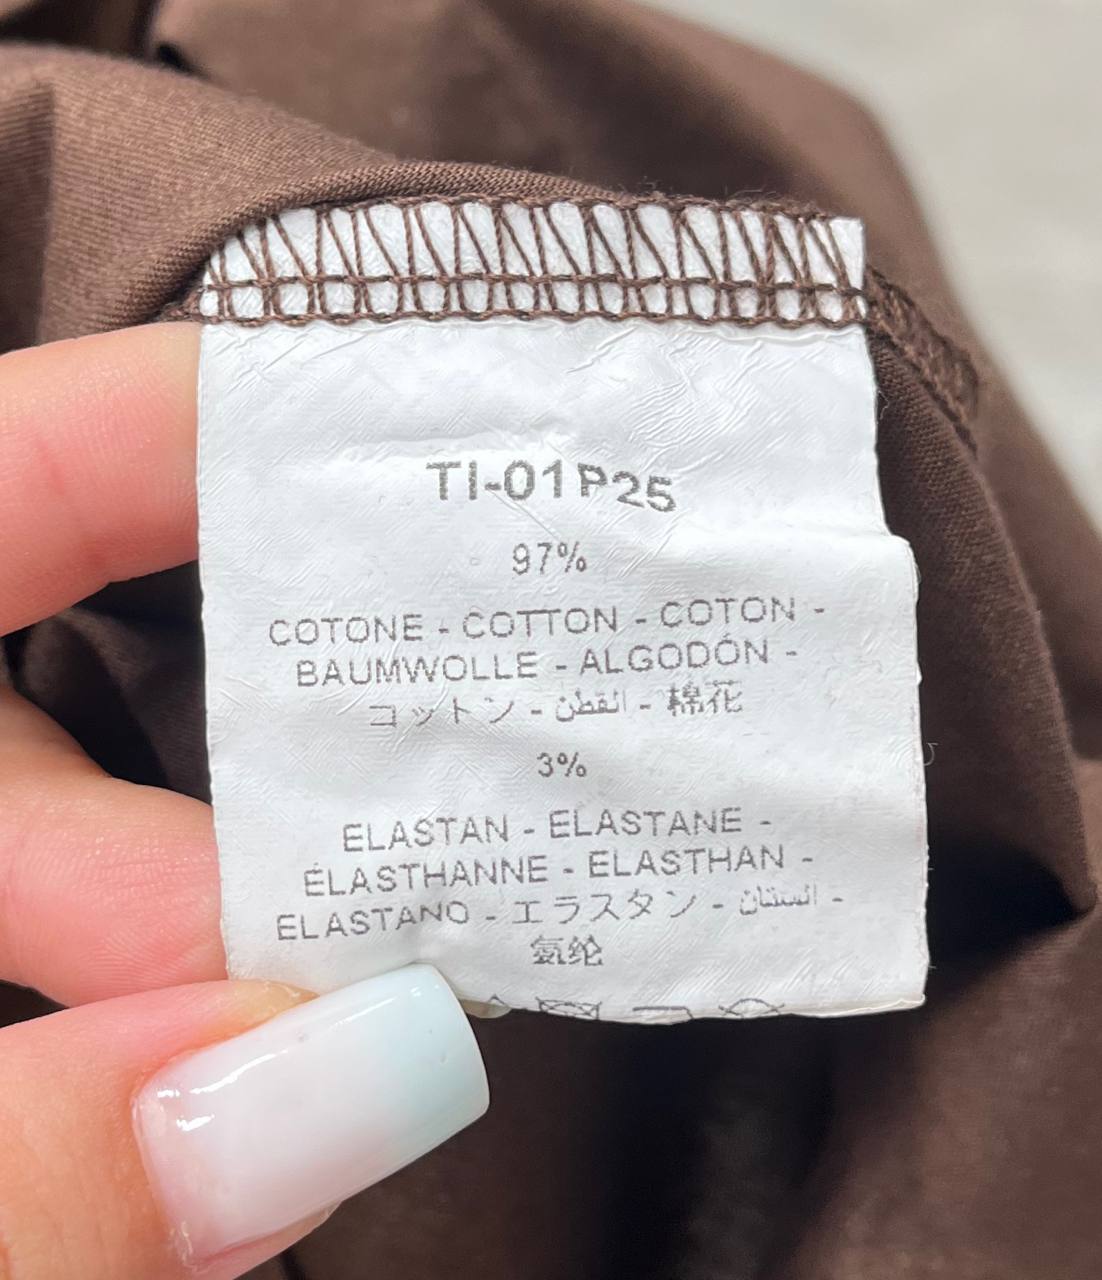 TI-01P25
97%
COTONE - COTTON - COTON -
BAUMWOLLE - ALGODÓN -
コットン - القطن - 棉花
3%
ELASTAN - ELASTANE -
ÉLASTHANNE - ELASTHAN -
ELASTANO - エラスタン - الستان -
氨纶